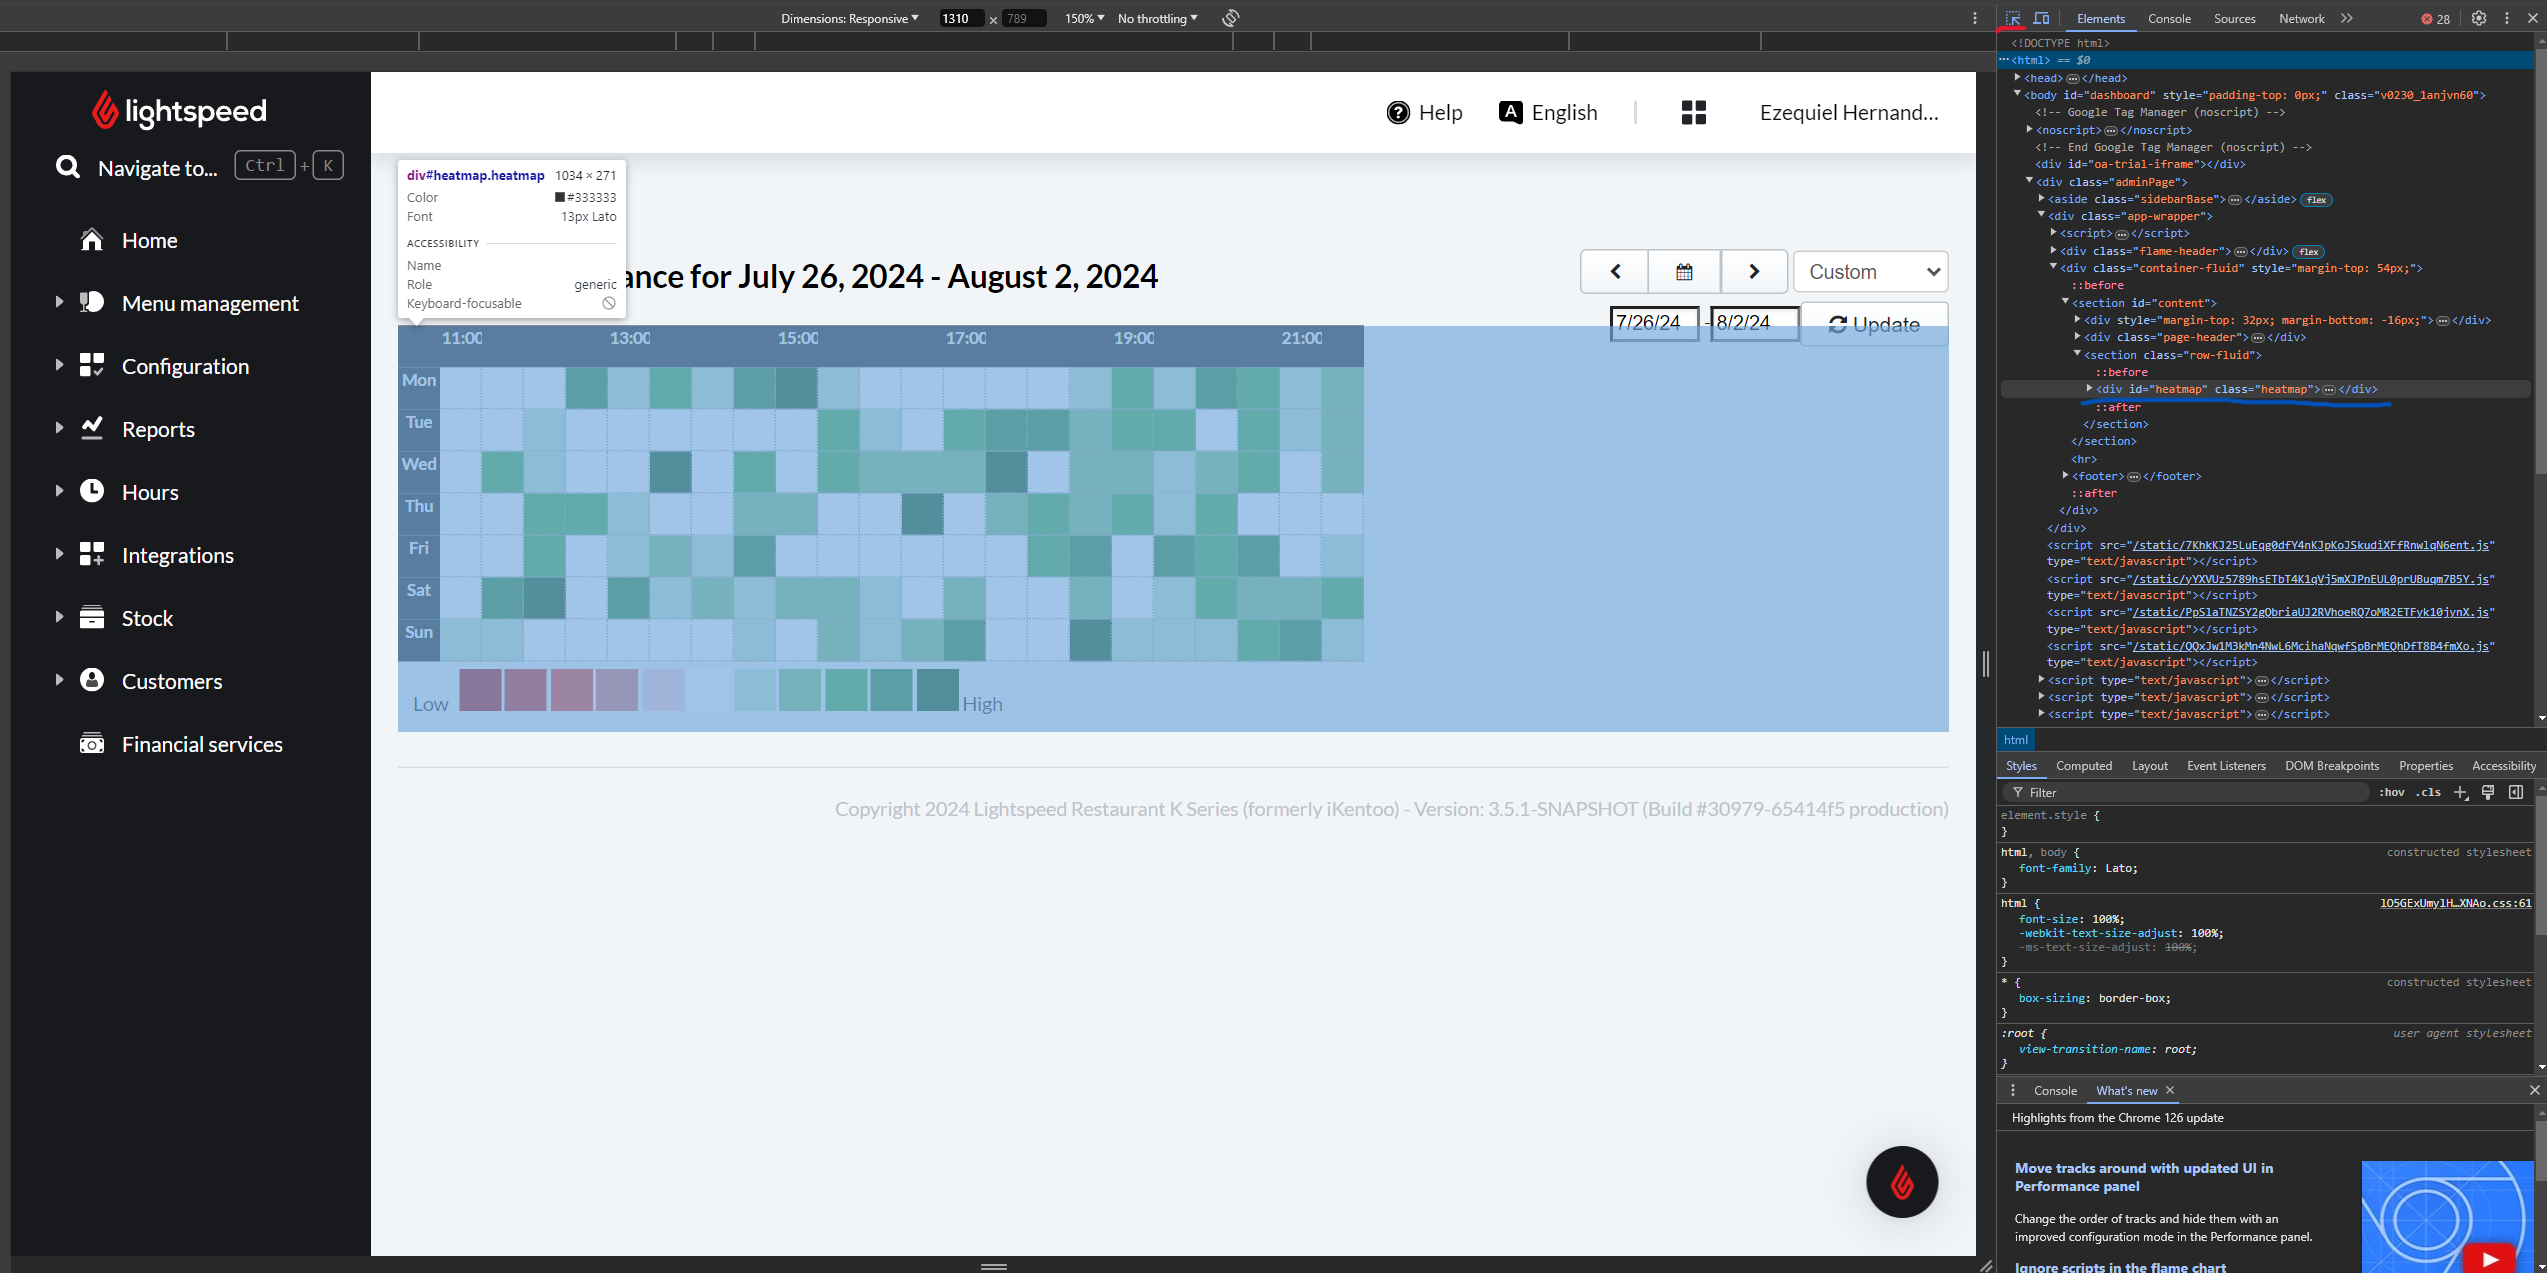 Dimensions: Responsive 1310 × 789 150% No throttling
lightspeed
Navigate to... Ctrl + K
Home
Menu management
Configuration
Reports
Hours
Integrations
Stock
Customers
Financial services
Help English Ezequiel Hernand...
div#heatmap.heatmap 1034 × 271
Color #333333
Font 13px Lato
ACCESSIBILITY
Name
Role generic
Keyboard-focusable
ance for July 26, 2024 - August 2, 2024
Custom
7/26/24 - 8/2/24 Update
11:00 13:00 15:00 17:00 19:00 21:00
Mon
Tue
Wed
Thu
Fri
Sat
Sun
Low High
Copyright 2024 Lightspeed Restaurant K Series (formerly iKentoo) - Version: 3.5.1-SNAPSHOT (Build #30979-65414f5 production)
Elements Console Sources Network 28
<!DOCTYPE html>
<html> == $0
<head> </head>
<body id="dashboard" style="padding-top: 0px;" class="v0230_1anjvn60">
<!-- Google Tag Manager (noscript) -->
<noscript> </noscript>
<!-- End Google Tag Manager (noscript) -->
<div id="oa-trial-iframe"></div>
<div class="adminPage">
<aside class="sidebarBase"> </aside> flex
<div class="app-wrapper">
<script> </script>
<div class="flame-header"> </div> flex
<div class="container-fluid" style="margin-top: 54px;">
::before
<section id="content">
<div style="margin-top: 32px; margin-bottom: -16px;"> </div>
<div class="page-header"> </div>
<section class="row-fluid">
::before
<div id="heatmap" class="heatmap"> </div>
::after
</section>
</section>
<hr>
<footer> </footer>
::after
</div>
</div>
<script src="/static/7KhkKJ25LuEqg0dfY4nKJpKoJSkudiXFfRnwlqN6ent.js"
type="text/javascript"></script>
<script src="/static/yYXVUz5789hsETbT4K1qVj5mXJPnEUL0prUBuqm7B5Y.js"
type="text/javascript"></script>
<script src="/static/PpSlaTNZSY2gQbriaUJ2RVhoeRQ7oMR2ETFyk10jynX.js"
type="text/javascript"></script>
<script src="/static/QQxJw1M3kMn4NwL6McihaNqwfSpBrMEQhDfT8B4fmXo.js"
type="text/javascript"></script>
<script type="text/javascript"> </script>
<script type="text/javascript"> </script>
<script type="text/javascript"> </script>
html
Styles Computed Layout Event Listeners DOM Breakpoints Properties Accessibility
Filter :hov .cls
element.style {
}
html, body { constructed stylesheet
font-family: Lato;
}
html { lO5GExUmylH…XNAo.css:61
font-size: 100%;
-webkit-text-size-adjust: 100%;
-ms-text-size-adjust: 100%;
}
* { constructed stylesheet
box-sizing: border-box;
}
:root { user agent stylesheet
view-transition-name: root;
}
Console What's new
Highlights from the Chrome 126 update
Move tracks around with updated UI in
Performance panel
Change the order of tracks and hide them with an
improved configuration mode in the Performance panel.
Ignore scripts in the flame chart